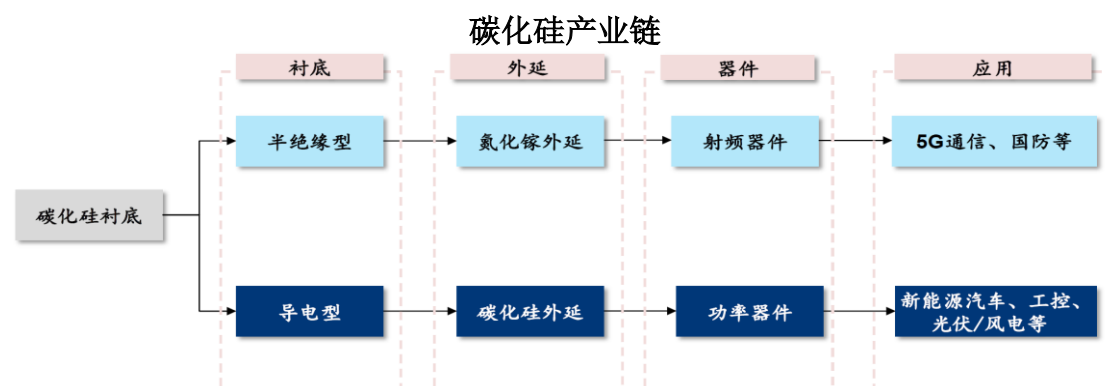 碳化硅产业链
衬底
外延
器件
应用
半绝缘型
氮化镓外延
射频器件
5G通信、国防等
碳化硅衬底
导电型
碳化硅外延
功率器件
新能源汽车、工控、
光伏/风电等